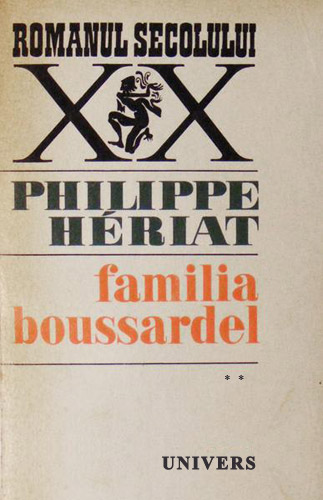 ROMANUL SECOLULUI
XX
PHILIPPE
HÉRIAT
familia
boussardel
* *
UNIVERS